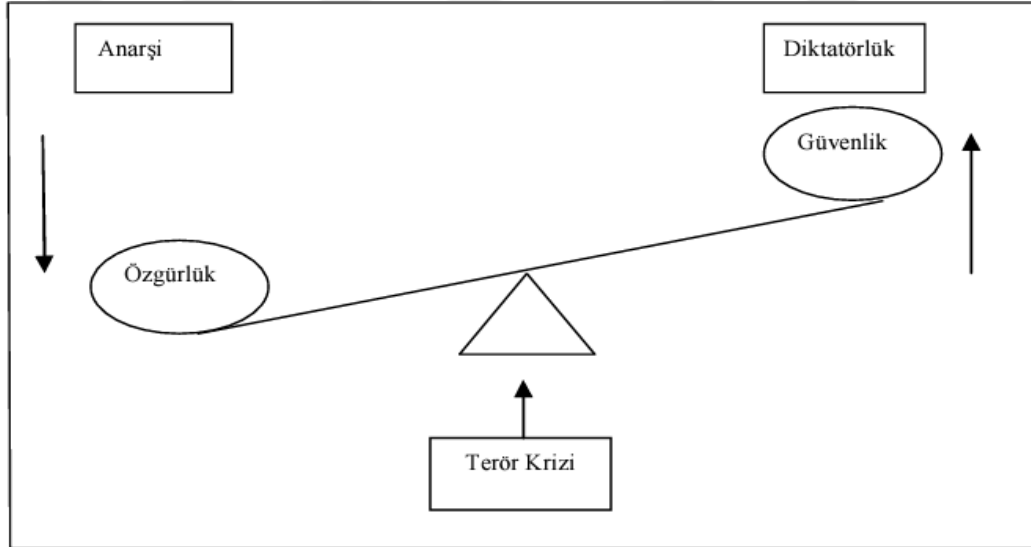 Anarşi
Diktatörlük
Güvenlik
Özgürlük
Terör Krizi